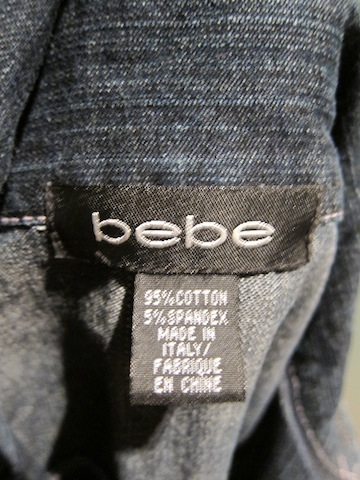 bebe
95%COTTON
5%SPANDEX
MADE IN
ITALY/
FABRIQUE
EN CHINE